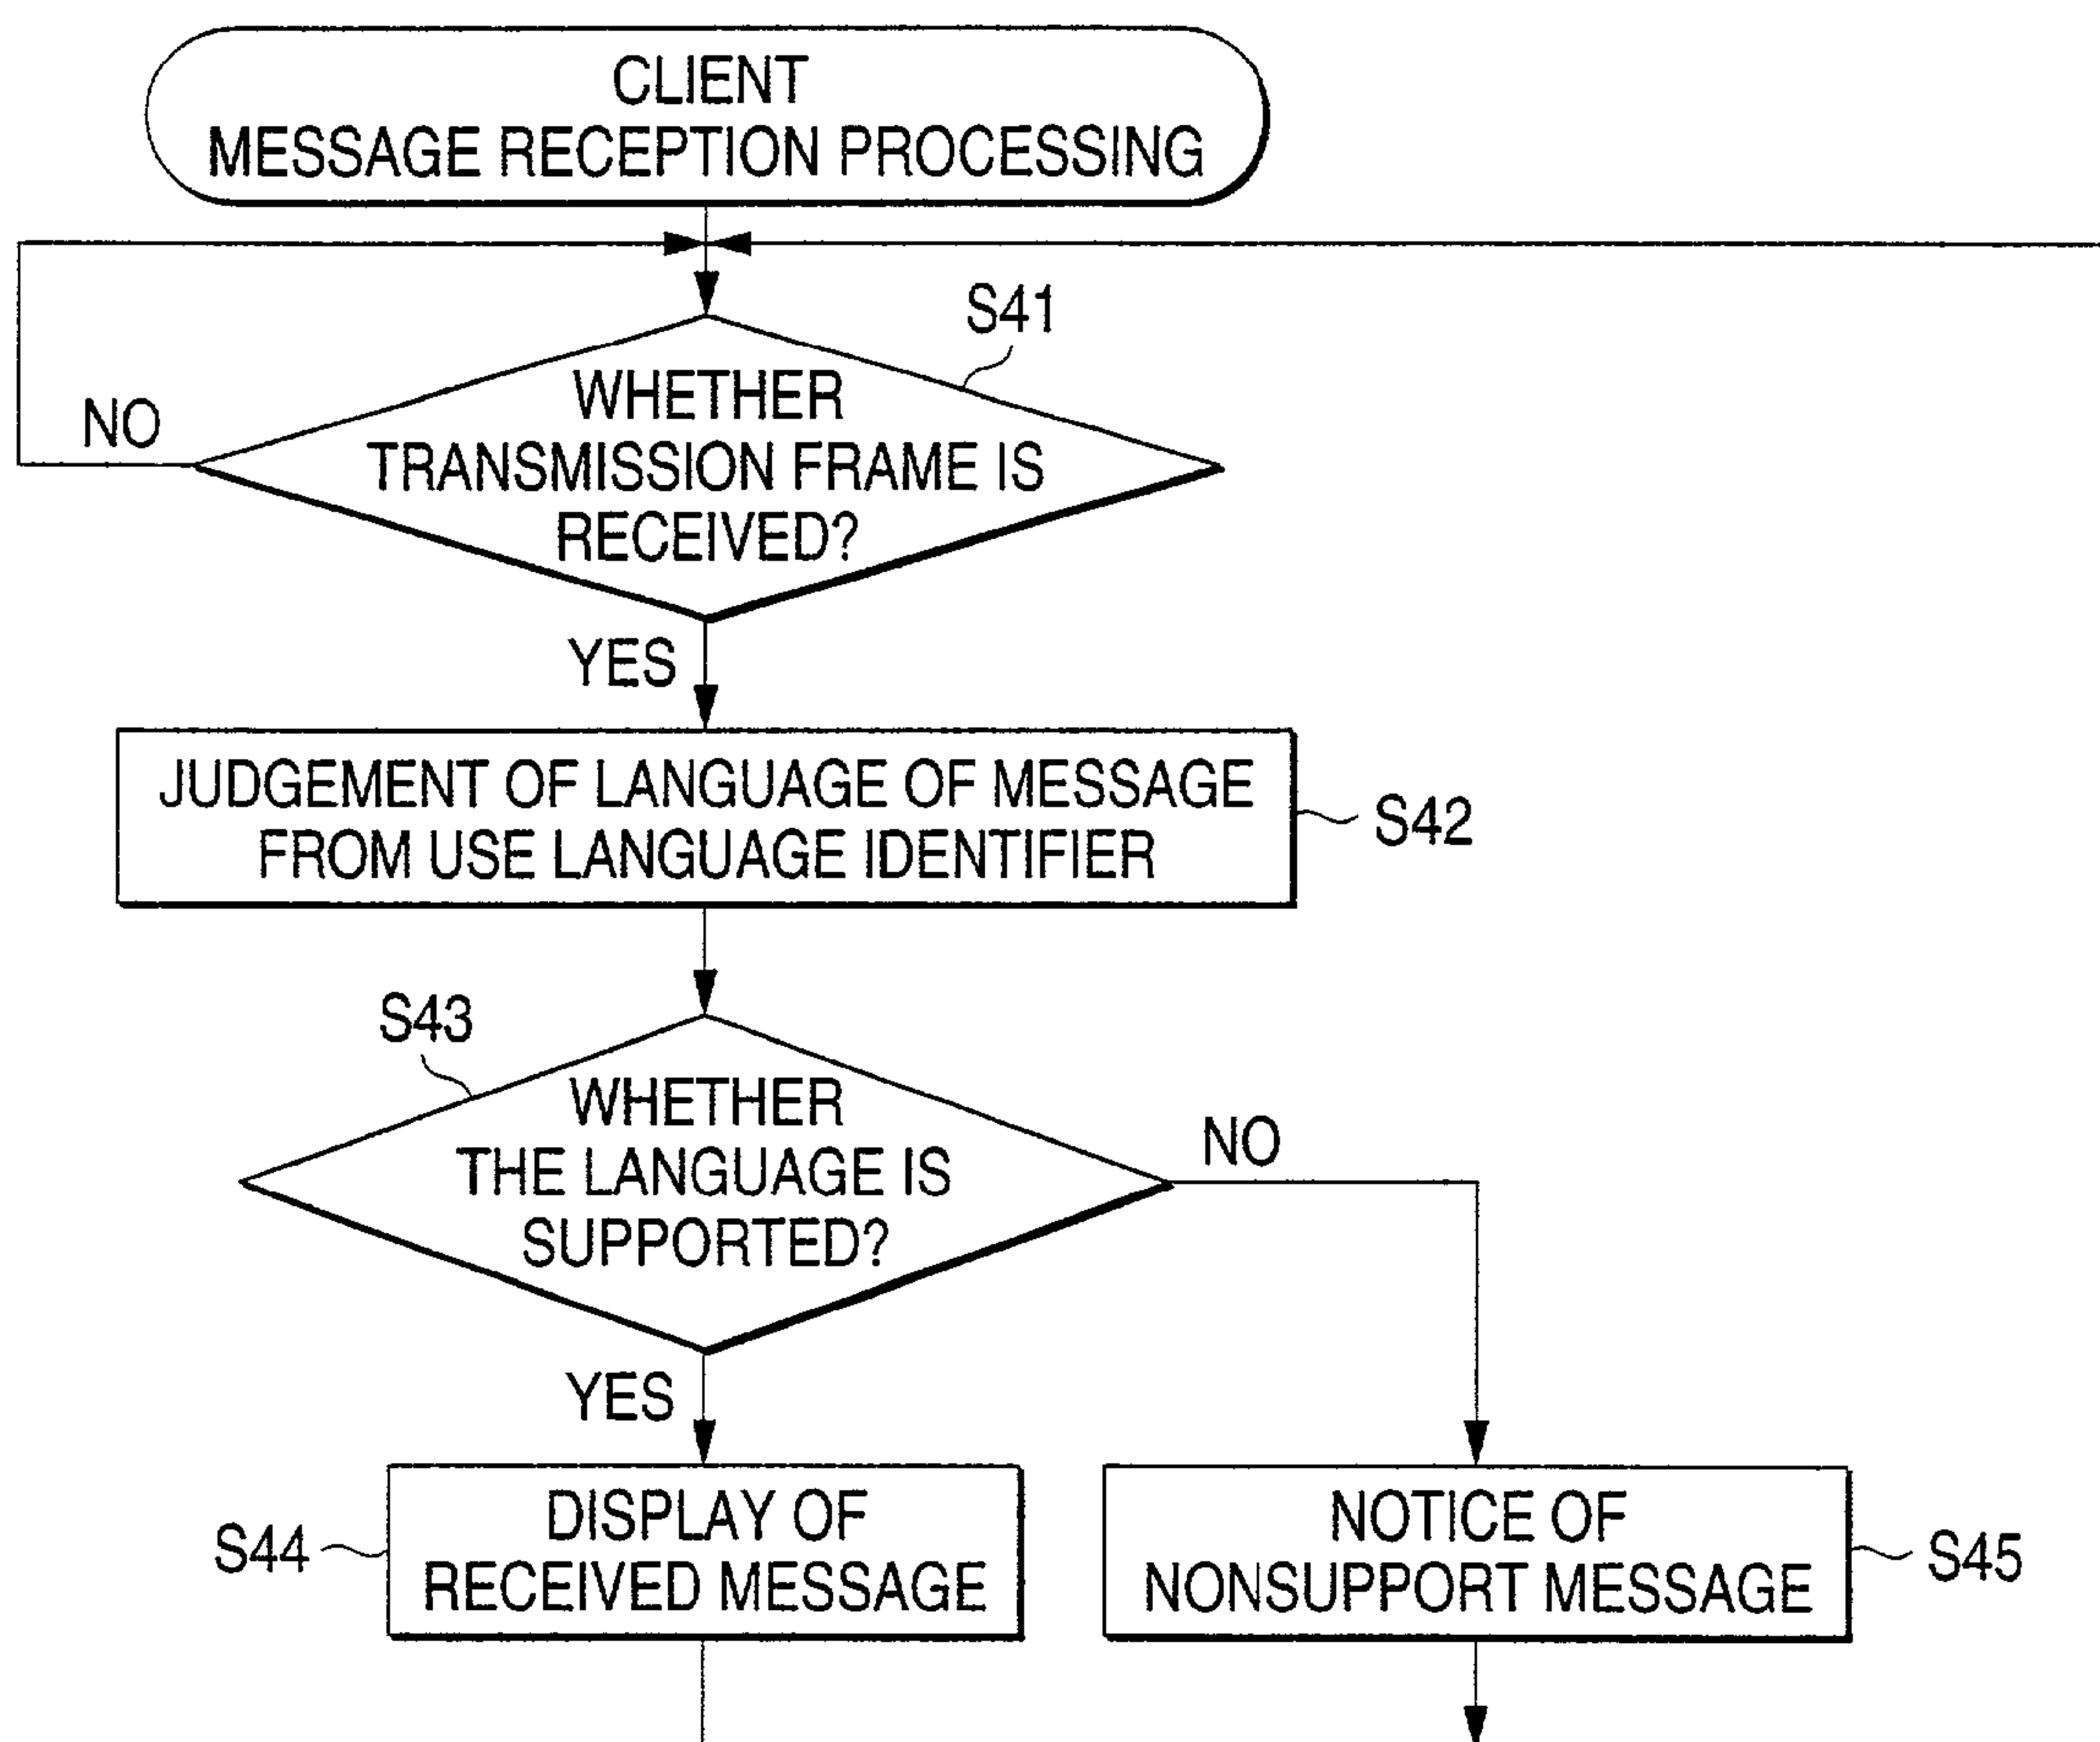 CLIENT
MESSAGE RECEPTION PROCESSING
S41
WHETHER
TRANSMISSION FRAME IS
RECEIVED?
NO
YES
JUDGEMENT OF LANGUAGE OF MESSAGE
FROM USE LANGUAGE IDENTIFIER
S42
S43
WHETHER
THE LANGUAGE IS
SUPPORTED?
NO
YES
S44
DISPLAY OF
RECEIVED MESSAGE
NOTICE OF
NONSUPPORT MESSAGE
S45